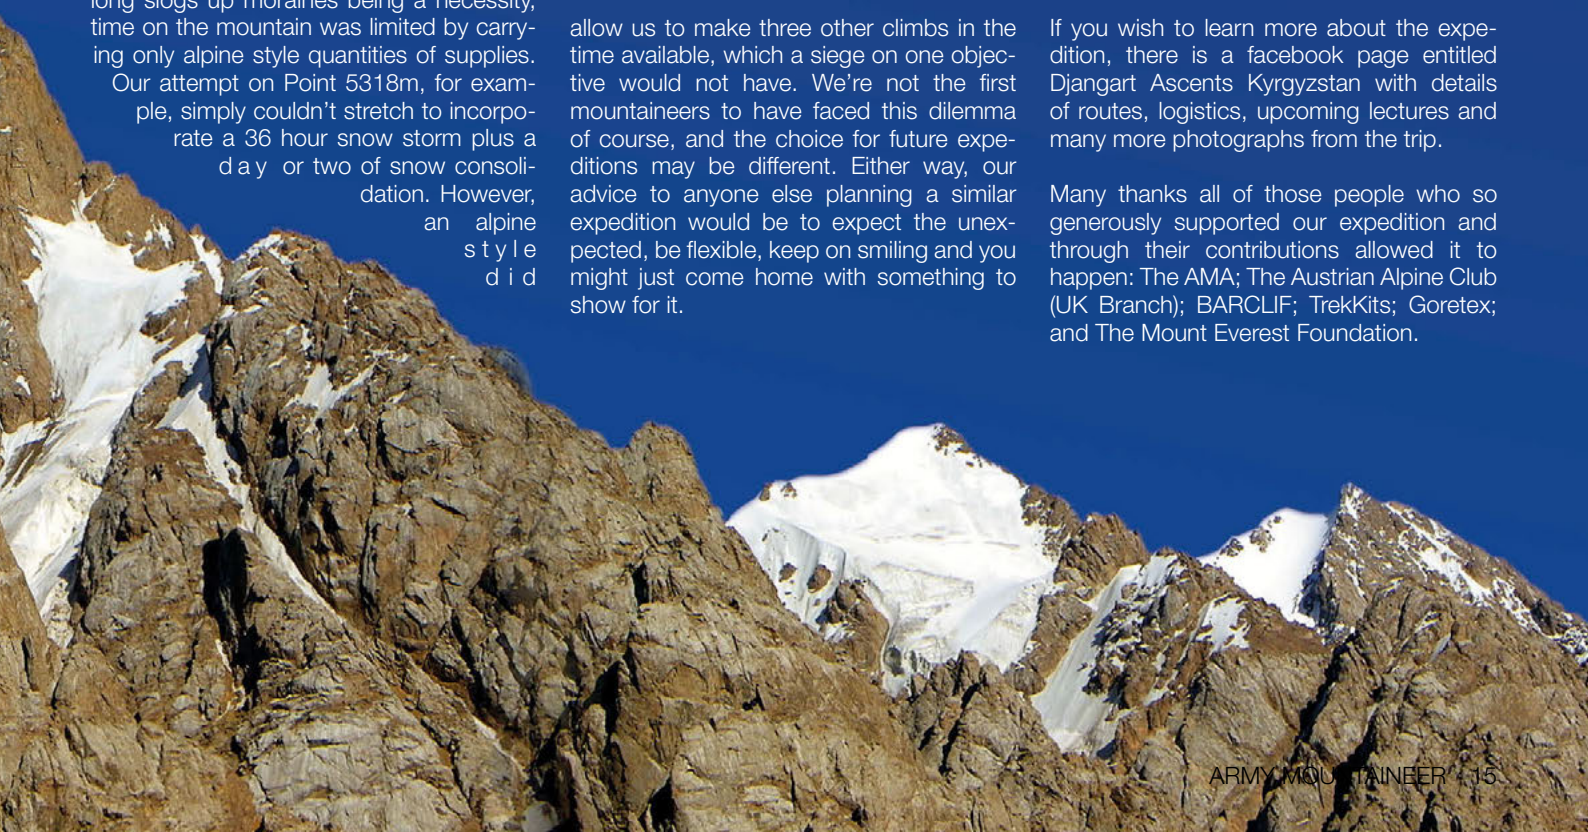 long slogs up moraines being a necessity,
time on the mountain was limited by carry-
ing only alpine style quantities of supplies.
Our attempt on Point 5318m, for exam-
ple, simply couldn't stretch to incorpo-
rate a 36 hour snow storm plus a
day or two of snow consoli-
dation. However,
an alpine
style
did
allow us to make three other climbs in the
time available, which a siege on one objec-
tive would not have. We're not the first
mountaineers to have faced this dilemma
of course, and the choice for future expe-
ditions may be different. Either way, our
advice to anyone else planning a similar
expedition would be to expect the unex-
pected, be flexible, keep on smiling and you
might just come home with something to
show for it.
If you wish to learn more about the expe-
dition, there is a facebook page entitled
Djangart Ascents Kyrgyzstan with details
of routes, logistics, upcoming lectures and
many more photographs from the trip.
Many thanks all of those people who so
generously supported our expedition and
through their contributions allowed it to
happen: The AMA; The Austrian Alpine Club
(UK Branch); BARCLIF; TrekKits; Goretex;
and The Mount Everest Foundation.
ARMY MOUNTAINEER 15